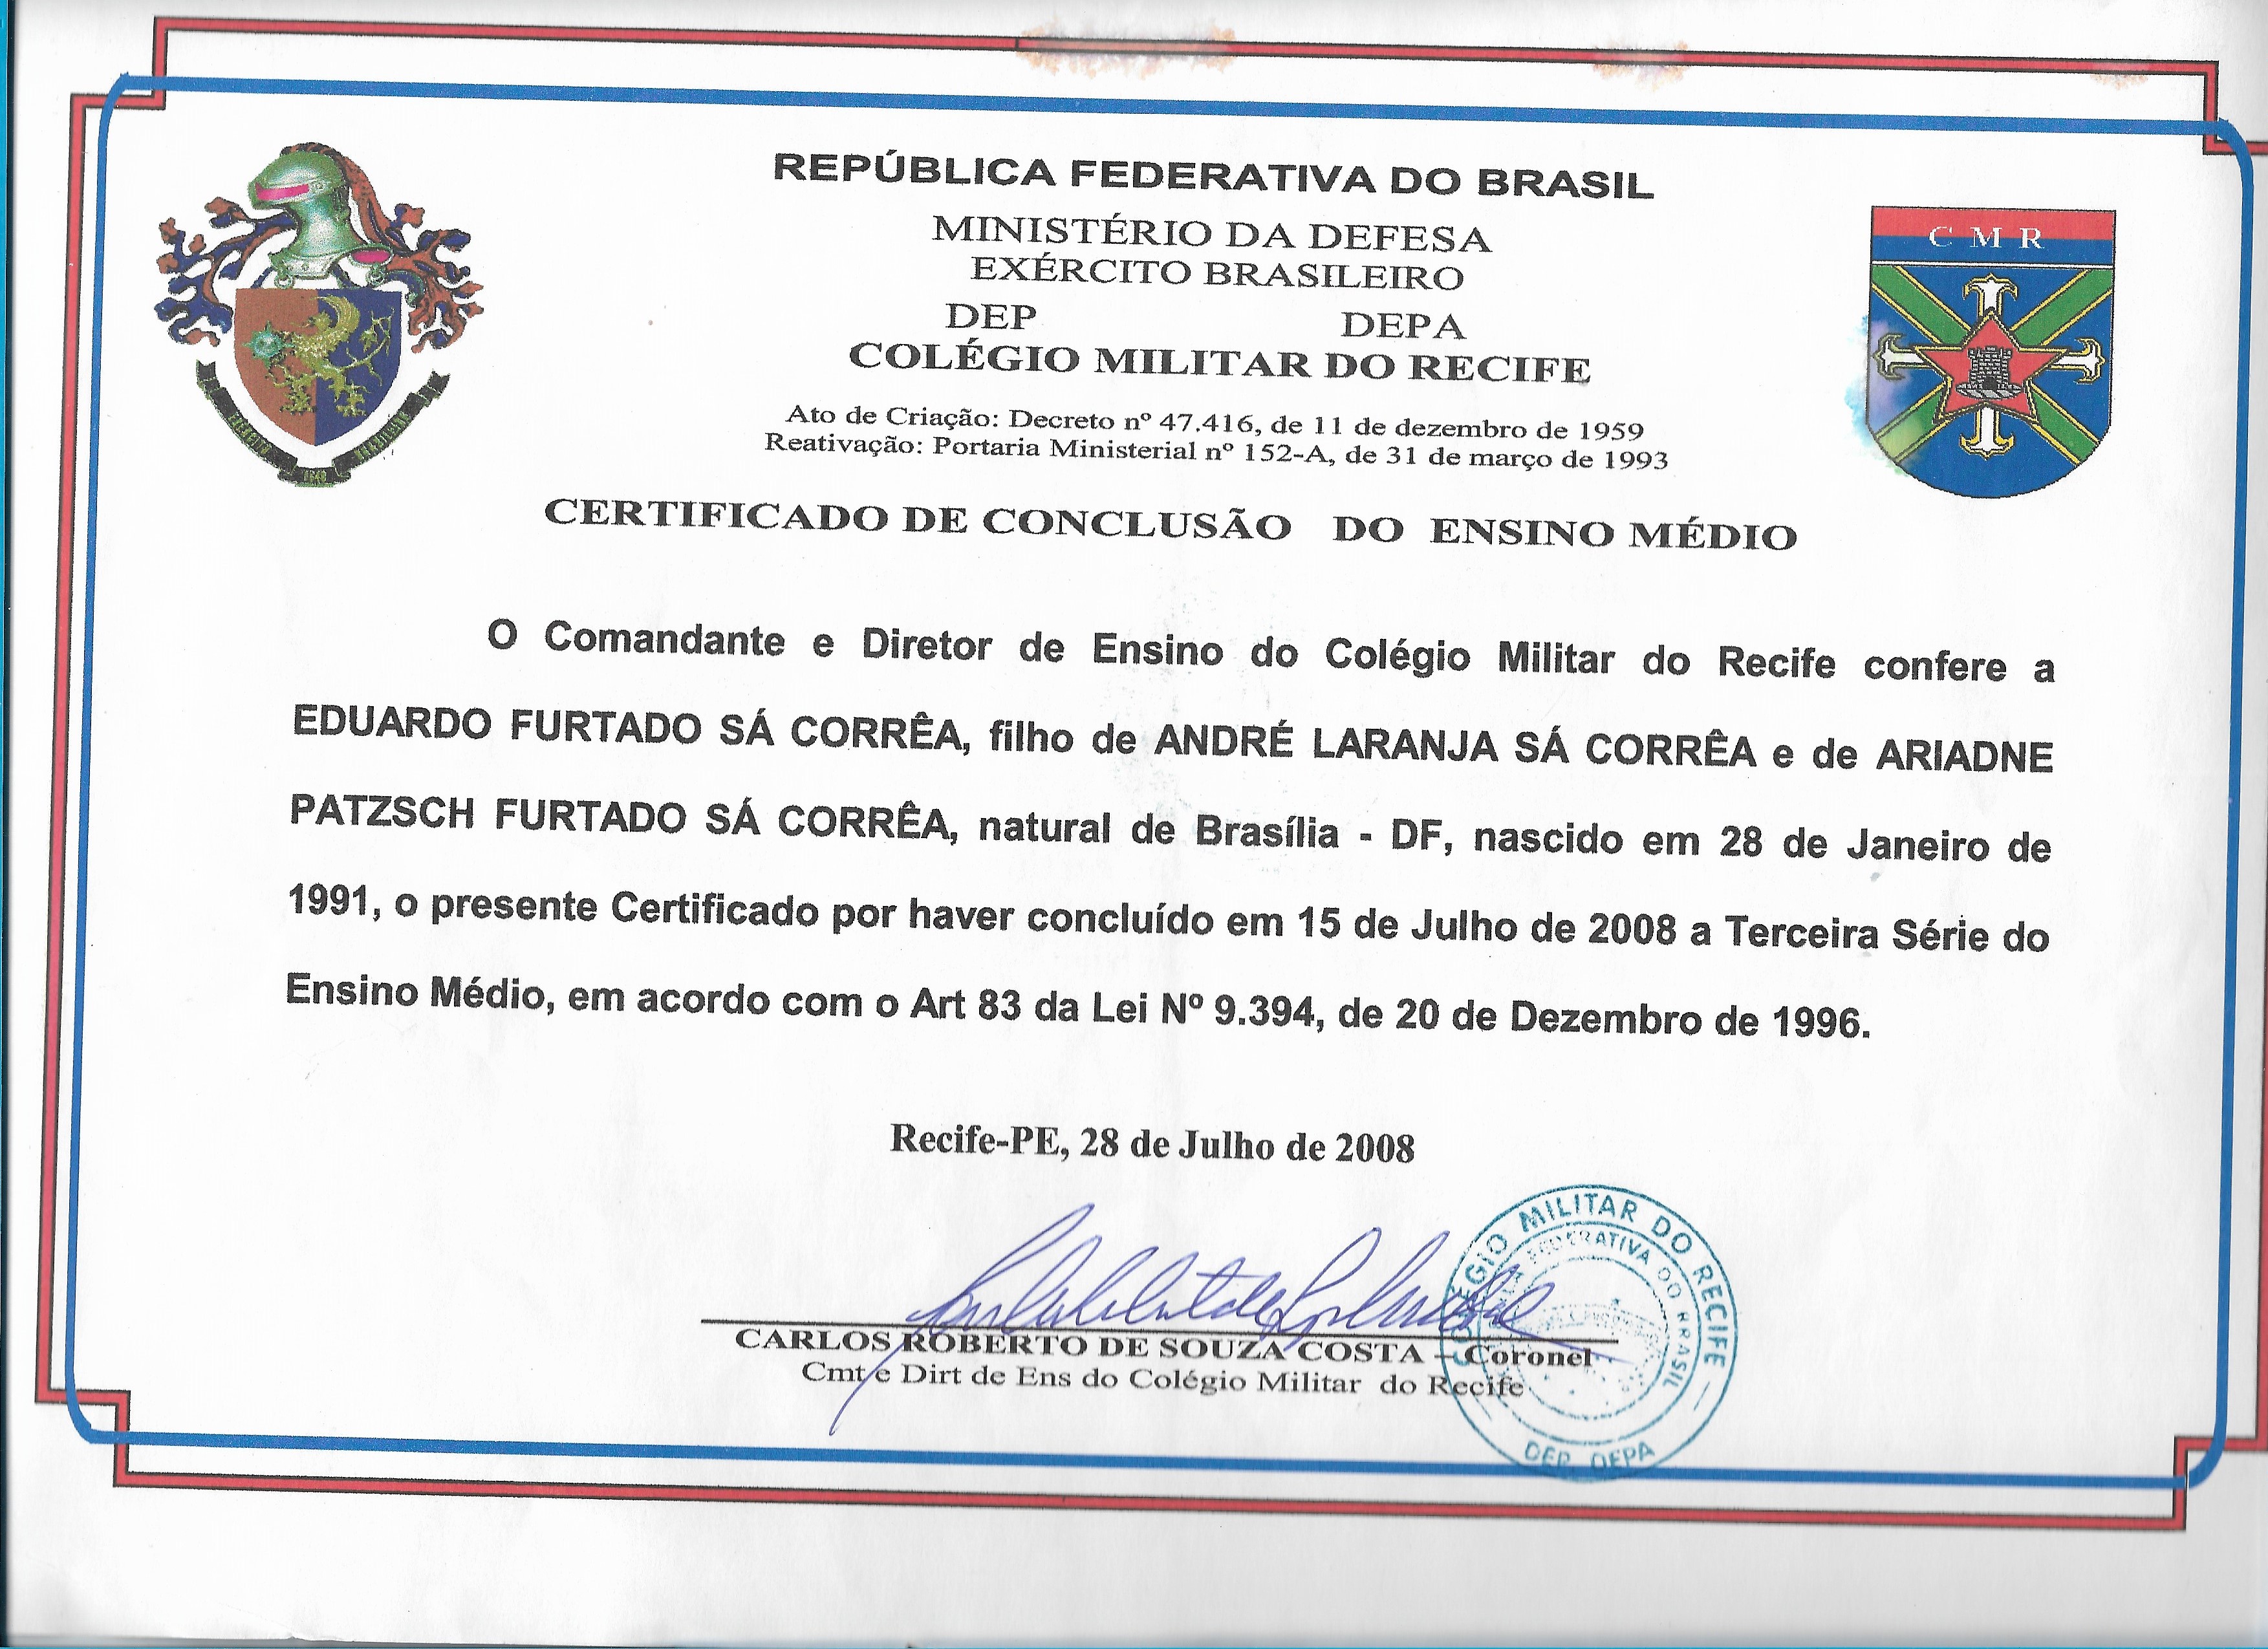 REPÚBLICA FEDERATIVA DO BRASIL
MINISTÉRIO DA DEFESA
EXÉRCITO BRASILEIRO
DEP DEPA
COLÉGIO MILITAR DO RECIFE
Ato de Criação: Decreto nº 47.416, de 11 de dezembro de 1959
Reativação: Portaria Ministerial nº 152-A, de 31 de março de 1993
C M R
CERTIFICADO DE CONCLUSÃO DO ENSINO MÉDIO
O Comandante e Diretor de Ensino do Colégio Militar do Recife confere a
EDUARDO FURTADO SÁ CORRÊA, filho de ANDRÉ LARANJA SÁ CORRÊA e de ARIADNE
PATZSCH FURTADO SÁ CORRÊA, natural de Brasília - DF, nascido em 28 de Janeiro de
1991, o presente Certificado por haver concluído em 15 de Julho de 2008 a Terceira Série do
Ensino Médio, em acordo com o Art 83 da Lei Nº 9.394, de 20 de Dezembro de 1996.
Recife-PE, 28 de Julho de 2008
CARLOS ROBERTO DE SOUZA COSTA – Coronel
Cmt e Dirt de Ens do Colégio Militar do Recife
COLÉGIO MILITAR DO RECIFE
FEDERATIVA DO BRASIL
DEP DEPA